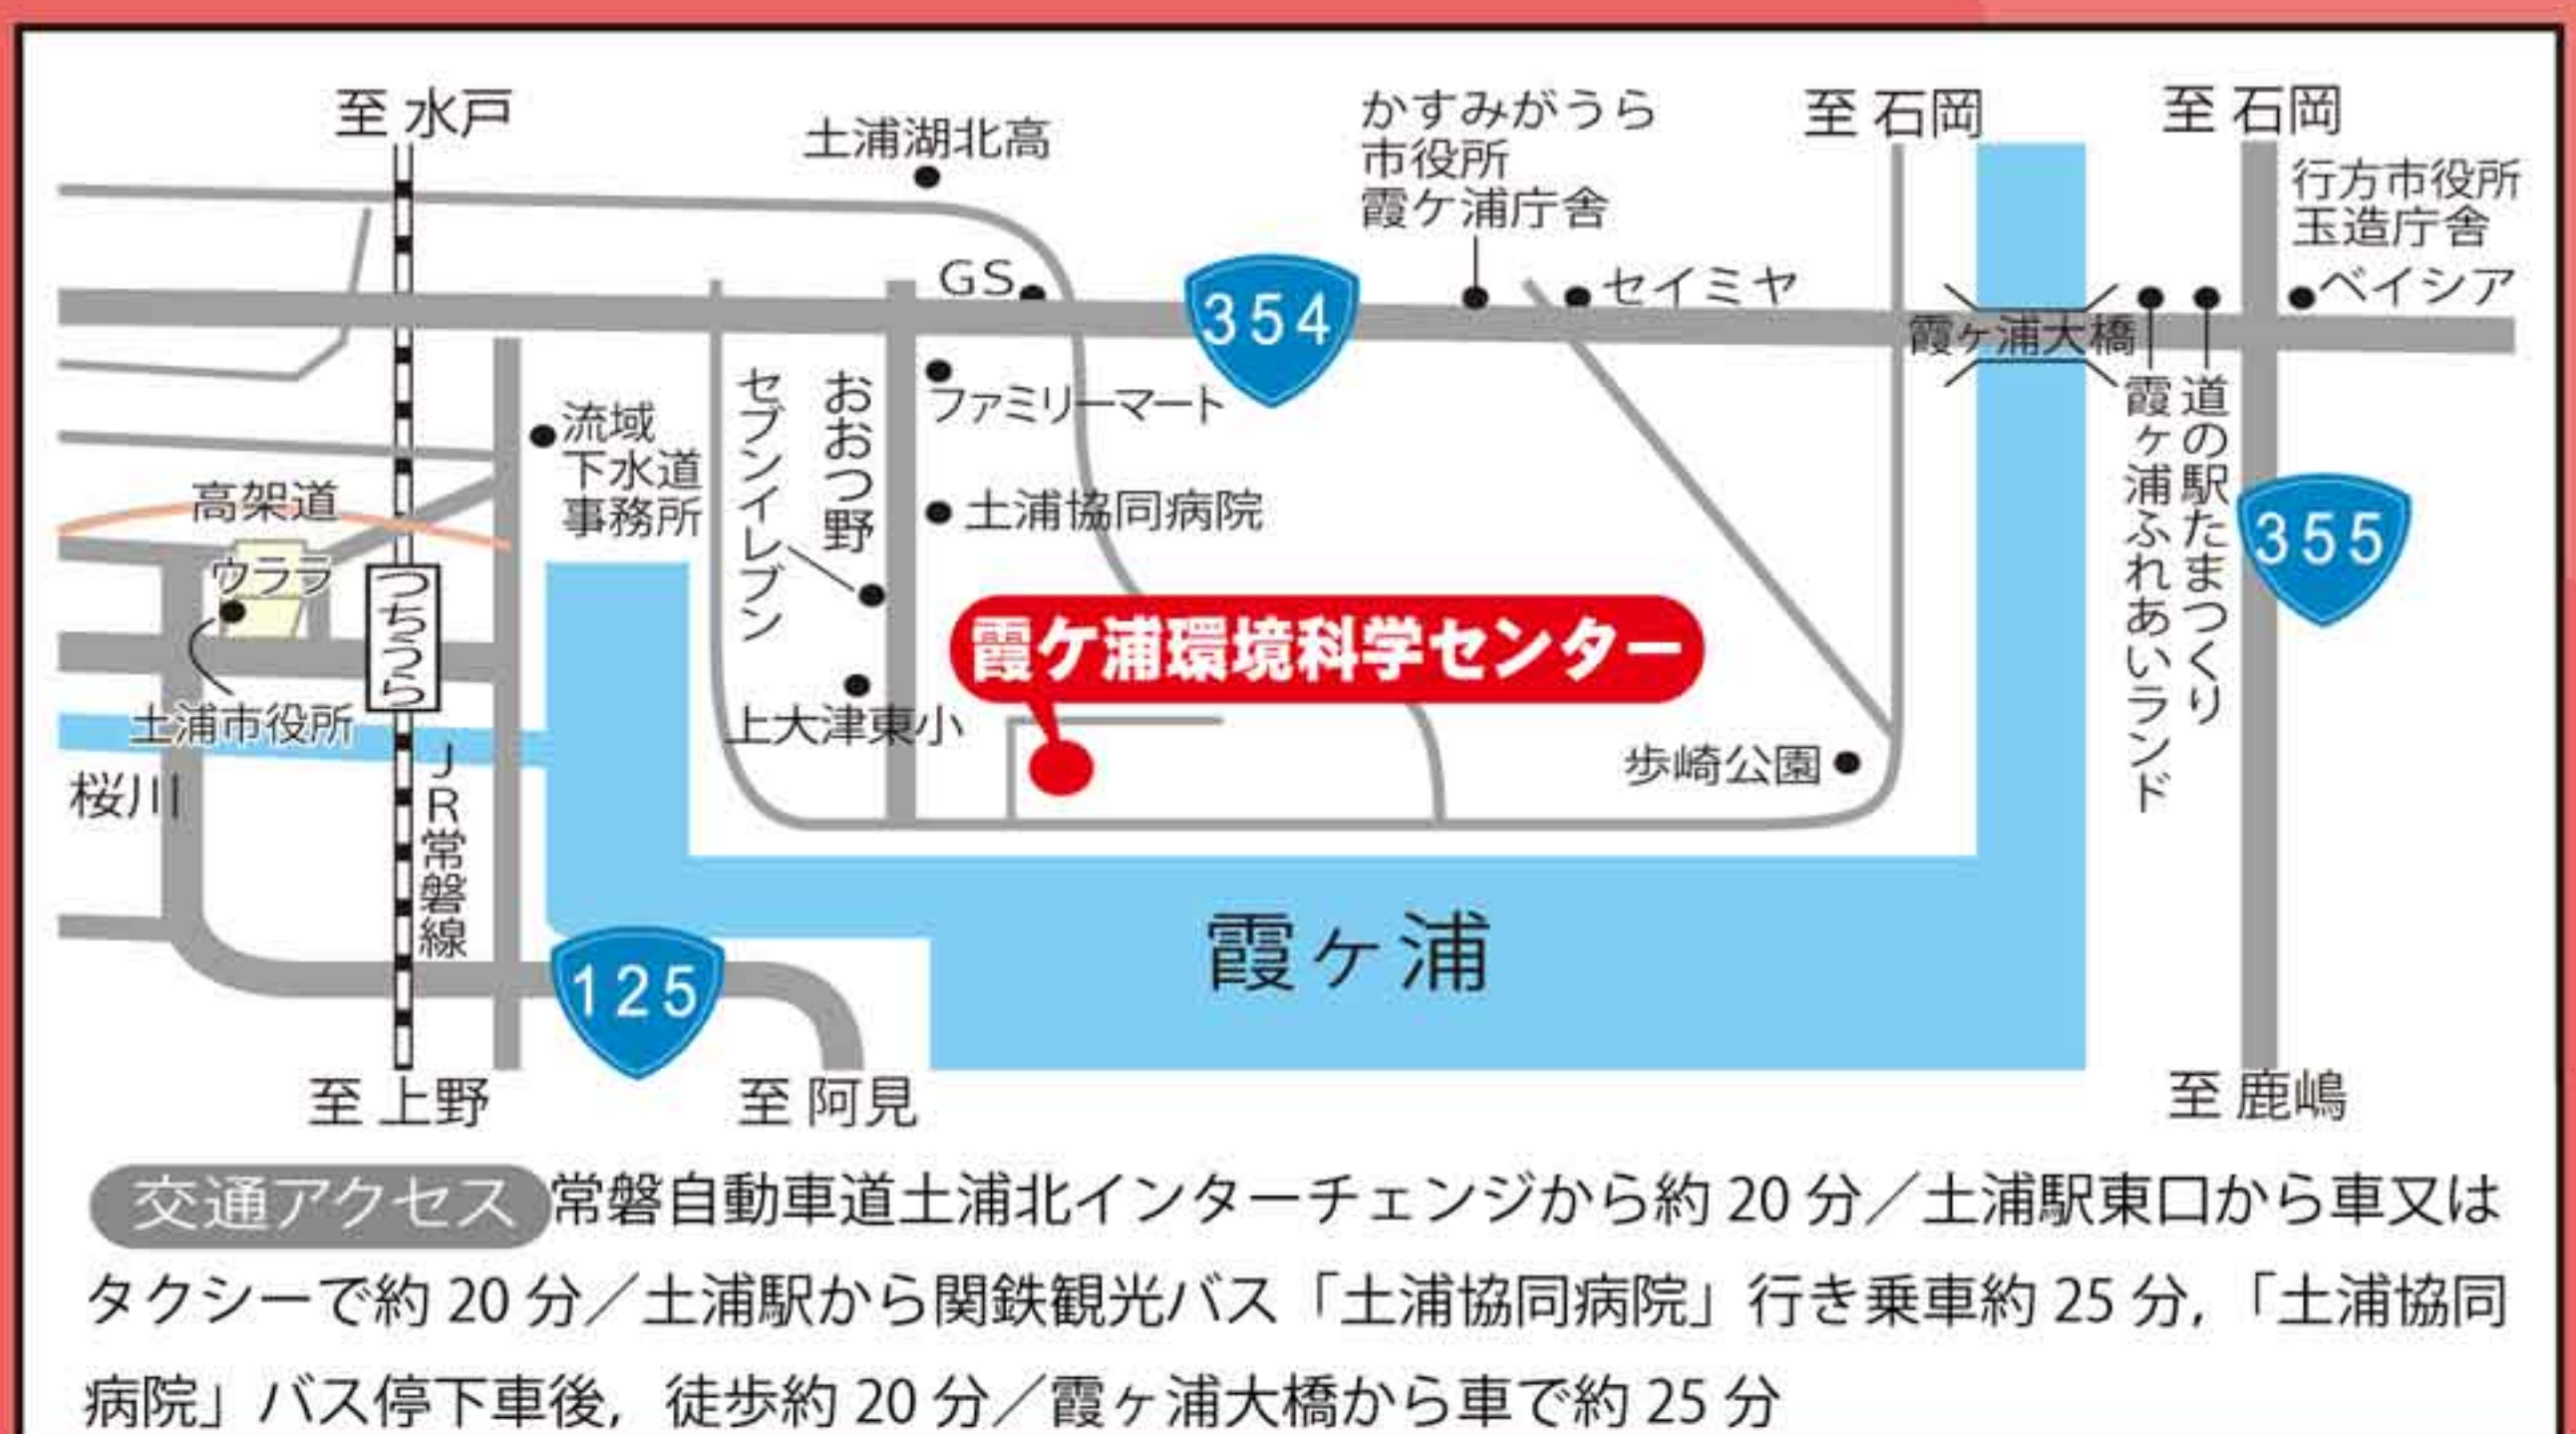 至 水戸
土浦湖北高
かすみがうら
市役所
霞ケ浦庁舎
至 石岡
至 石岡
行方市役所
玉造庁舎
GS
354
セイミヤ
ベイシア
霞ヶ浦大橋
流域
下水道
事務所
セブンイレブン
おおつ野
ファミリーマート
霞ヶ浦ふれあいランド
道の駅たまつくり
高架道
土浦協同病院
355
ウララ
つちうら
霞ケ浦環境科学センター
土浦市役所
上大津東小
歩崎公園
桜川
JR常磐線
霞ヶ浦
125
至 上野
至 阿見
至 鹿嶋
交通アクセス 常磐自動車道土浦北インターチェンジから約 20 分／土浦駅東口から車又は
タクシーで約 20 分／土浦駅から関鉄観光バス「土浦協同病院」行き乗車約 25 分,「土浦協同
病院」バス停下車後, 徒歩約 20 分／霞ヶ浦大橋から車で約 25 分